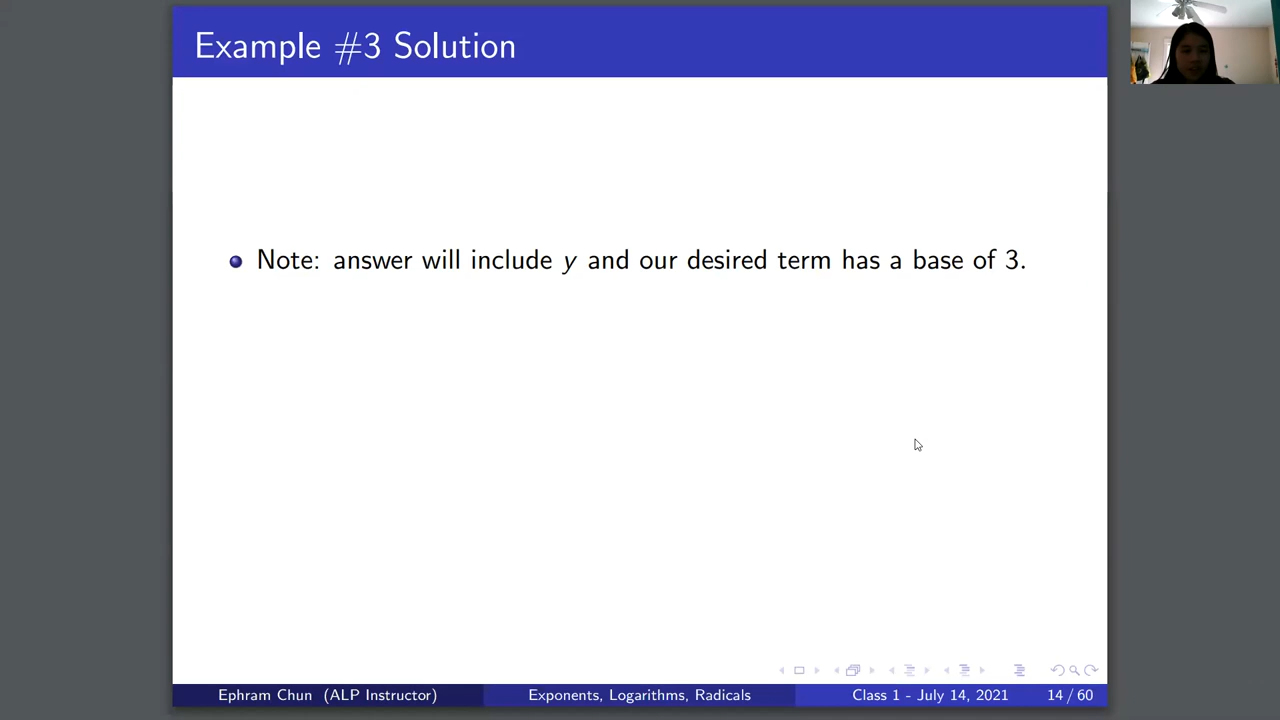 Example #3 Solution
Note: answer will include y and our desired term has a base of 3.
Ephram Chun (ALP Instructor)
Exponents, Logarithms, Radicals
Class 1 - July 14, 2021
14 / 60